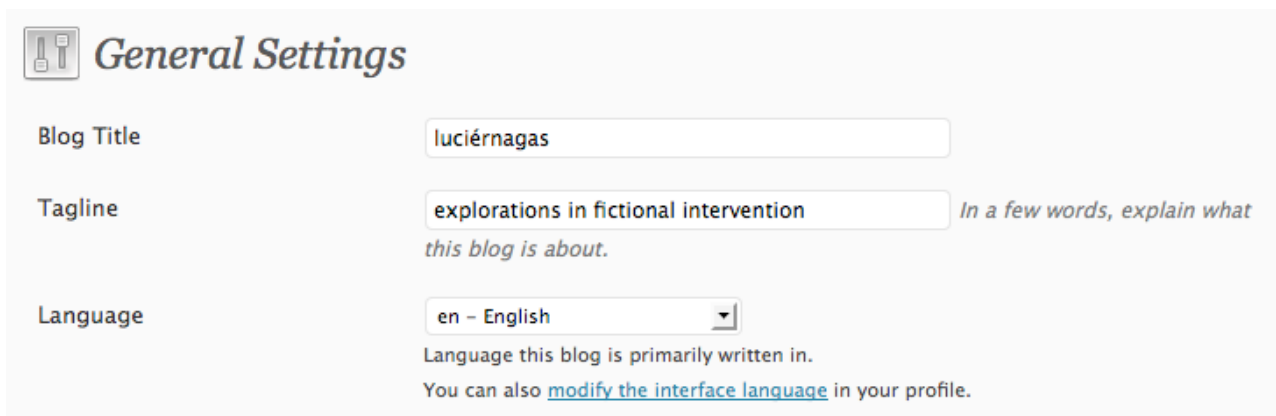 General Settings
Blog Title
luciérnagas
Tagline
explorations in fictional intervention In a few words, explain what
this blog is about.
Language
en – English
Language this blog is primarily written in.
You can also modify the interface language in your profile.